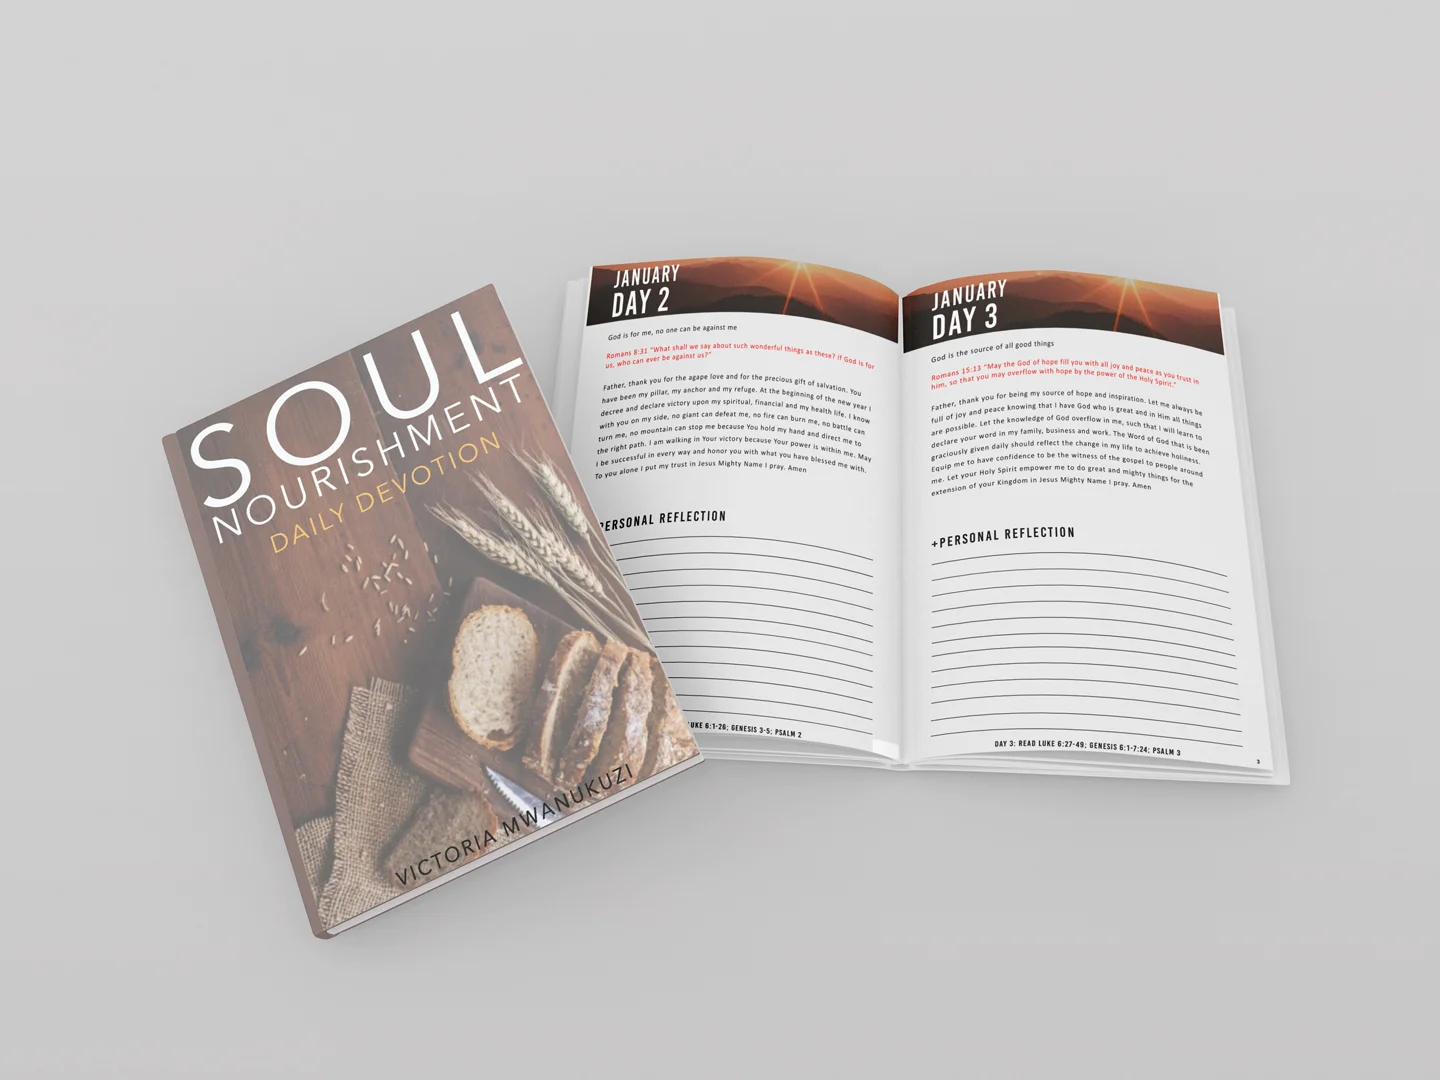 SOUL
NOURISHMENT
DAILY DEVOTION
VICTORIA MWANUKUZI
JANUARY
DAY 2
God is for me, no one can be against me
Romans 8:31 "What shall we say about such wonderful things as these? If God is for
us, who can ever be against us?"
Father, thank you for the agape love and for the precious gift of salvation. You
have been my pillar, my anchor and my refuge. At the beginning of the new year I
decree and declare victory upon my spiritual, financial and my health life. I know
with you on my side, no giant can defeat me, no fire can burn me, no battle can
turn me, no mountain can stop me because You hold my hand and direct me to
the right path. I am walking in Your victory because Your power is within me. May
I be successful in every way and honor you with what you have blessed me with.
To you alone I put my trust in Jesus Mighty Name I pray. Amen
PERSONAL REFLECTION
UKE 6:1-26; GENESIS 3-5; PSALM 2
JANUARY
DAY 3
God is the source of all good things
Romans 15:13 "May the God of hope fill you with all joy and peace as you trust in
him, so that you may overflow with hope by the power of the Holy Spirit."
Father, thank you for being my source of hope and inspiration. Let me always be
full of joy and peace knowing that I have God who is great and in Him all things
are possible. Let the knowledge of God overflow in me, such that I will learn to
declare your word in my family, business and work. The Word of God that is been
graciously given daily should reflect the change in my life to achieve holiness.
Equip me to have confidence to be the witness of the gospel to people around
me. Let your Holy Spirit empower me to do great and mighty things for the
extension of your Kingdom in Jesus Mighty Name I pray. Amen
+PERSONAL REFLECTION
DAY 3: READ LUKE 6:27-49; GENESIS 6:1-7:24; PSALM 3
3